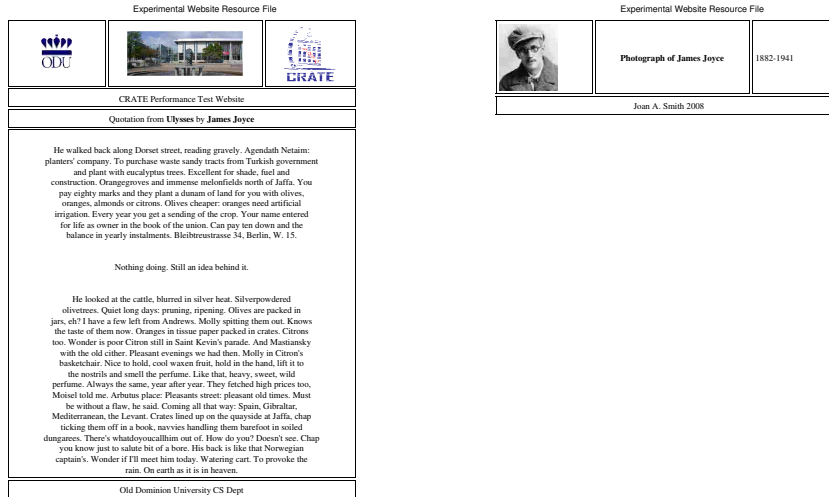 Experimental Website Resource File
ODU
CRATE
CRATE Performance Test Website
Quotation from Ulysses by James Joyce
He walked back along Dorset street, reading gravely. Agendath Netaim:
planters' company. To purchase waste sandy tracts from Turkish government
and plant with eucalyptus trees. Excellent for shade, fuel and
construction. Orangegroves and immense melonfields north of Jaffa. You
pay eighty marks and they plant a dunam of land for you with olives,
oranges, almonds or citrons. Olives cheaper: oranges need artificial
irrigation. Every year you get a sending of the crop. Your name entered
for life as owner in the book of the union. Can pay ten down and the
balance in yearly instalments. Bleibtreustrasse 34, Berlin, W. 15.
Nothing doing. Still an idea behind it.
He looked at the cattle, blurred in silver heat. Silverpowdered
olivetrees. Quiet long days: pruning, ripening. Olives are packed in
jars, eh? I have a few left from Andrews. Molly spitting them out. Knows
the taste of them now. Oranges in tissue paper packed in crates. Citrons
too. Wonder is poor Citron still in Saint Kevin's parade. And Mastiansky
with the old cither. Pleasant evenings we had then. Molly in Citron's
basketchair. Nice to hold, cool waxen fruit, hold in the hand, lift it to
the nostrils and smell the perfume. Like that, heavy, sweet, wild
perfume. Always the same, year after year. They fetched high prices too,
Moisel told me. Arbutus place: Pleasants street: pleasant old times. Must
be without a flaw, he said. Coming all that way: Spain, Gibraltar,
Mediterranean, the Levant. Crates lined up on the quayside at Jaffa, chap
ticking them off in a book, navvies handling them barefoot in soiled
dungarees. There's whatdoyoucallhim out of. How do you? Doesn't see. Chap
you know just to salute bit of a bore. His back is like that Norwegian
captain's. Wonder if I'll meet him today. Watering cart. To provoke the
rain. On earth as it is in heaven.
Old Dominion University CS Dept
Experimental Website Resource File
Photograph of James Joyce
1882-1941
Joan A. Smith 2008